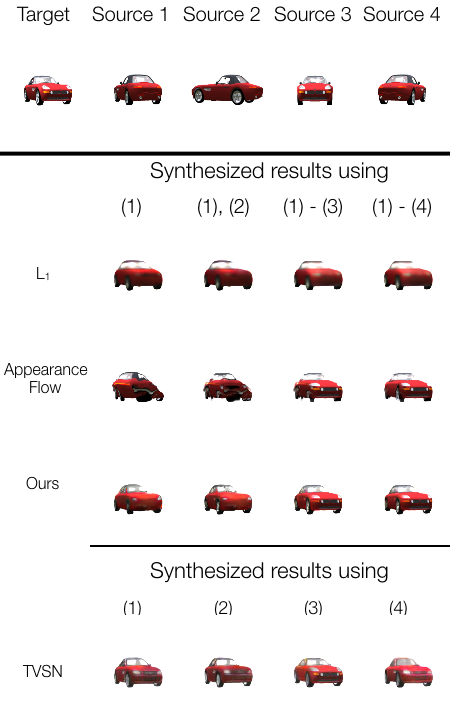 Target Source 1 Source 2 Source 3 Source 4
Synthesized results using
(1) (1), (2) (1) - (3) (1) - (4)
L₁
Appearance
Flow
Ours
Synthesized results using
(1) (2) (3) (4)
TVSN